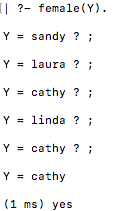 | ?- female(Y).
Y = sandy ? ;
Y = laura ? ;
Y = cathy ? ;
Y = linda ? ;
Y = cathy ? ;
Y = cathy
(1 ms) yes